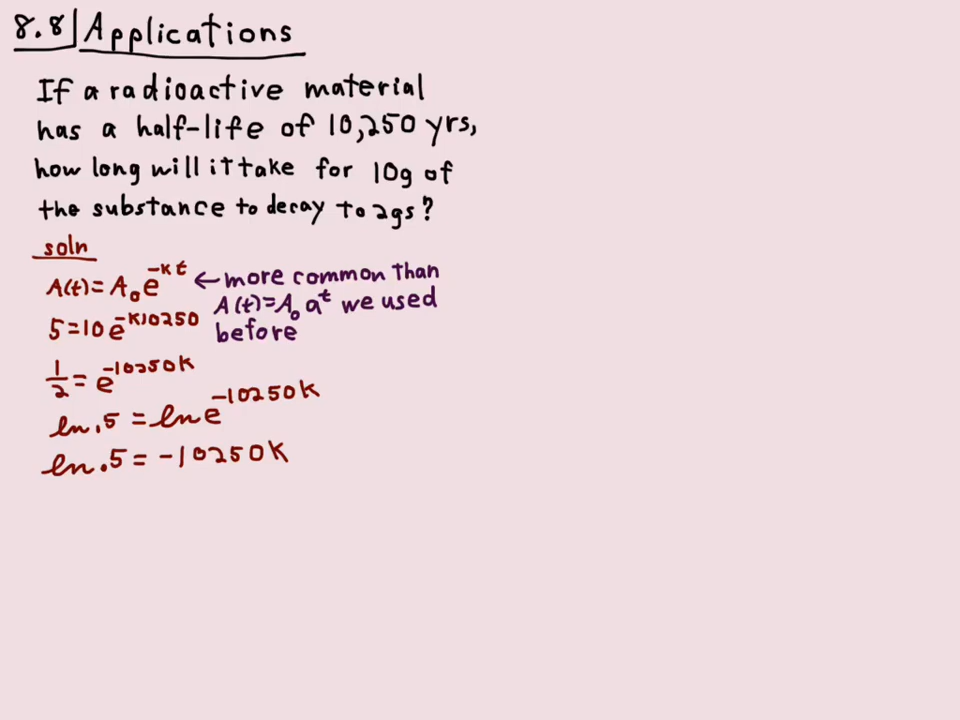 8.8 Applications
If a radioactive material
has a half-life of 10,250 yrs,
how long will it take for 10g of
the substance to decay to 2gs?
soln
A(t)=A₀e^{-kt} ← more common than
A(t)=A₀a^t we used
before
5=10e^{-k10250}
1/2=e^{-10250k}
ln.5=lne^{-10250k}
ln.5=-10250k